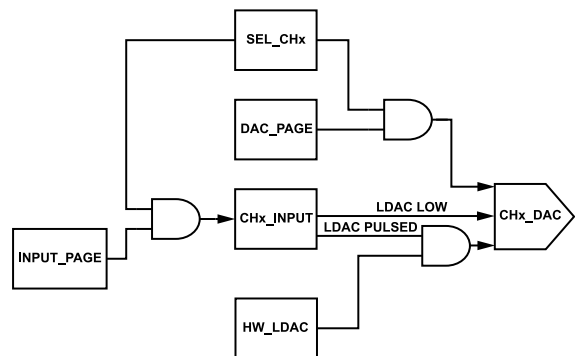 SEL_CHx
DAC_PAGE
CHx_INPUT
LDAC LOW
CHx_DAC
LDAC PULSED
INPUT_PAGE
HW_LDAC